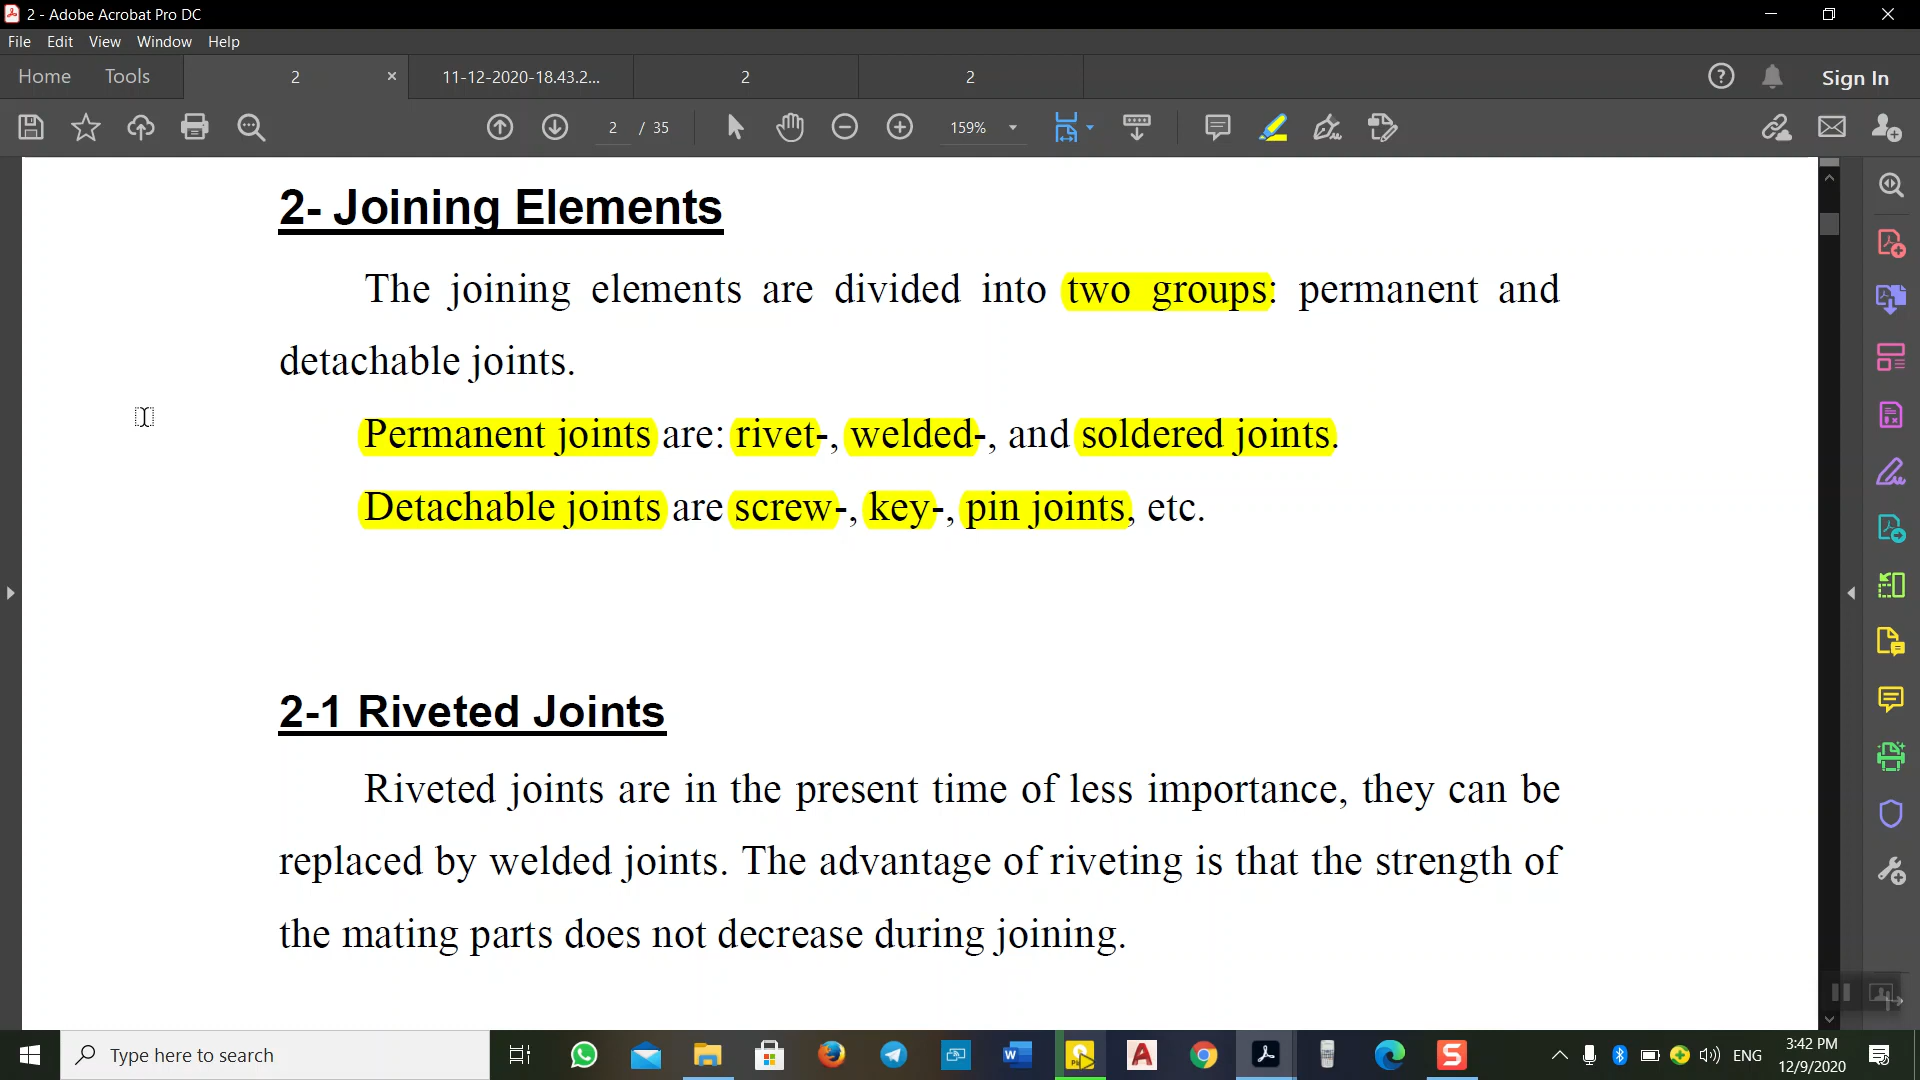 2 - Adobe Acrobat Pro DC
File Edit View Window Help
Home Tools 2 × 11-12-2020-18.43.2... 2 2 Sign In
2 / 35 159%
2- Joining Elements
The joining elements are divided into two groups: permanent and
detachable joints.
Permanent joints are: rivet-, welded-, and soldered joints.
Detachable joints are screw-, key-, pin joints, etc.
2-1 Riveted Joints
Riveted joints are in the present time of less importance, they can be
replaced by welded joints. The advantage of riveting is that the strength of
the mating parts does not decrease during joining.
Type here to search
ENG
3:42 PM
12/9/2020